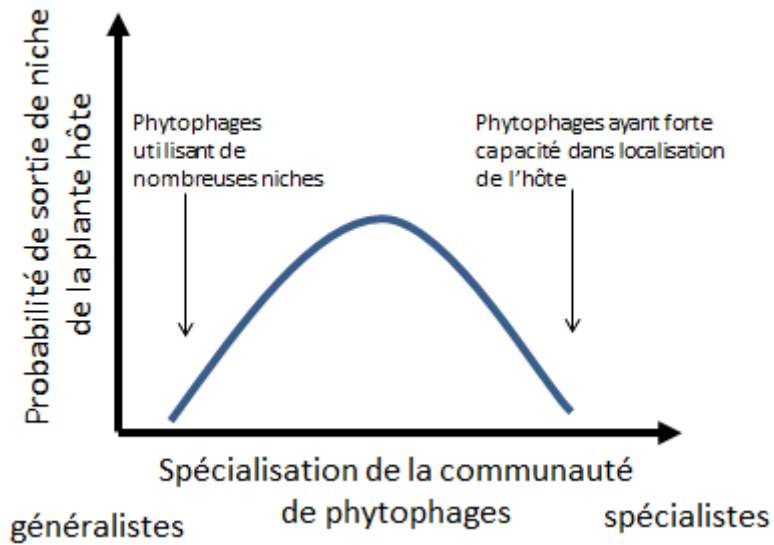 Probabilité de sortie de niche
de la plante hôte
Phytophages
utilisant de
nombreuses niches
Phytophages ayant forte
capacité dans localisation
de l'hôte
Spécialisation de la communauté
de phytophages
généralistes
spécialistes